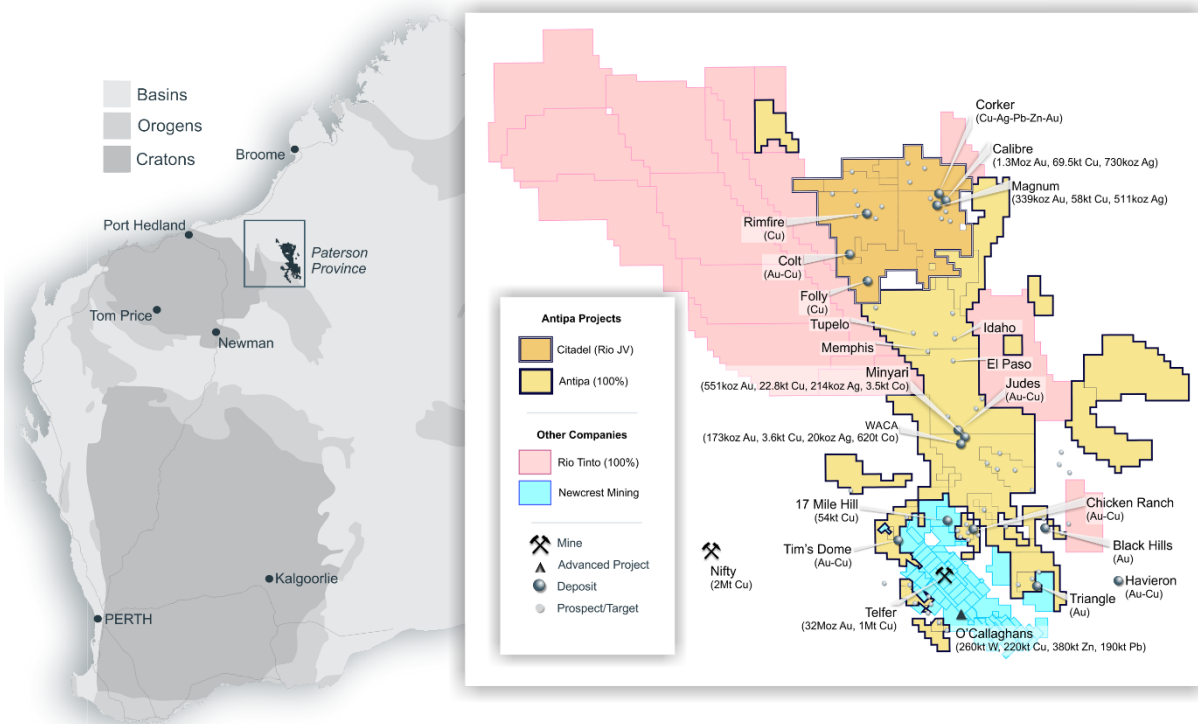 Basins
Orogens
Cratons
Broome
Port Hedland
Paterson
Province
Tom Price
Newman
Kalgoorlie
PERTH
Corker
(Cu-Ag-Pb-Zn-Au)
Calibre
(1.3Moz Au, 69.5kt Cu, 730koz Ag)
Magnum
(339koz Au, 58kt Cu, 511koz Ag)
Rimfire
(Cu)
Colt
(Au-Cu)
Folly
(Cu)
Tupelo
Idaho
Memphis
El Paso
Minyari
(551koz Au, 22.8kt Cu, 214koz Ag, 3.5kt Co)
Judes
(Au-Cu)
WACA
(173koz Au, 3.6kt Cu, 20koz Ag, 620t Co)
17 Mile Hill
(54kt Cu)
Chicken Ranch
(Au-Cu)
Tim's Dome
(Au-Cu)
Black Hills
(Au)
Nifty
(2Mt Cu)
Havieron
(Au-Cu)
Triangle
(Au)
Telfer
(32Moz Au, 1Mt Cu)
O'Callaghans
(260kt W, 220kt Cu, 380kt Zn, 190kt Pb)
Antipa Projects
Citadel (Rio JV)
Antipa (100%)
Other Companies
Rio Tinto (100%)
Newcrest Mining
Mine
Advanced Project
Deposit
Prospect/Target